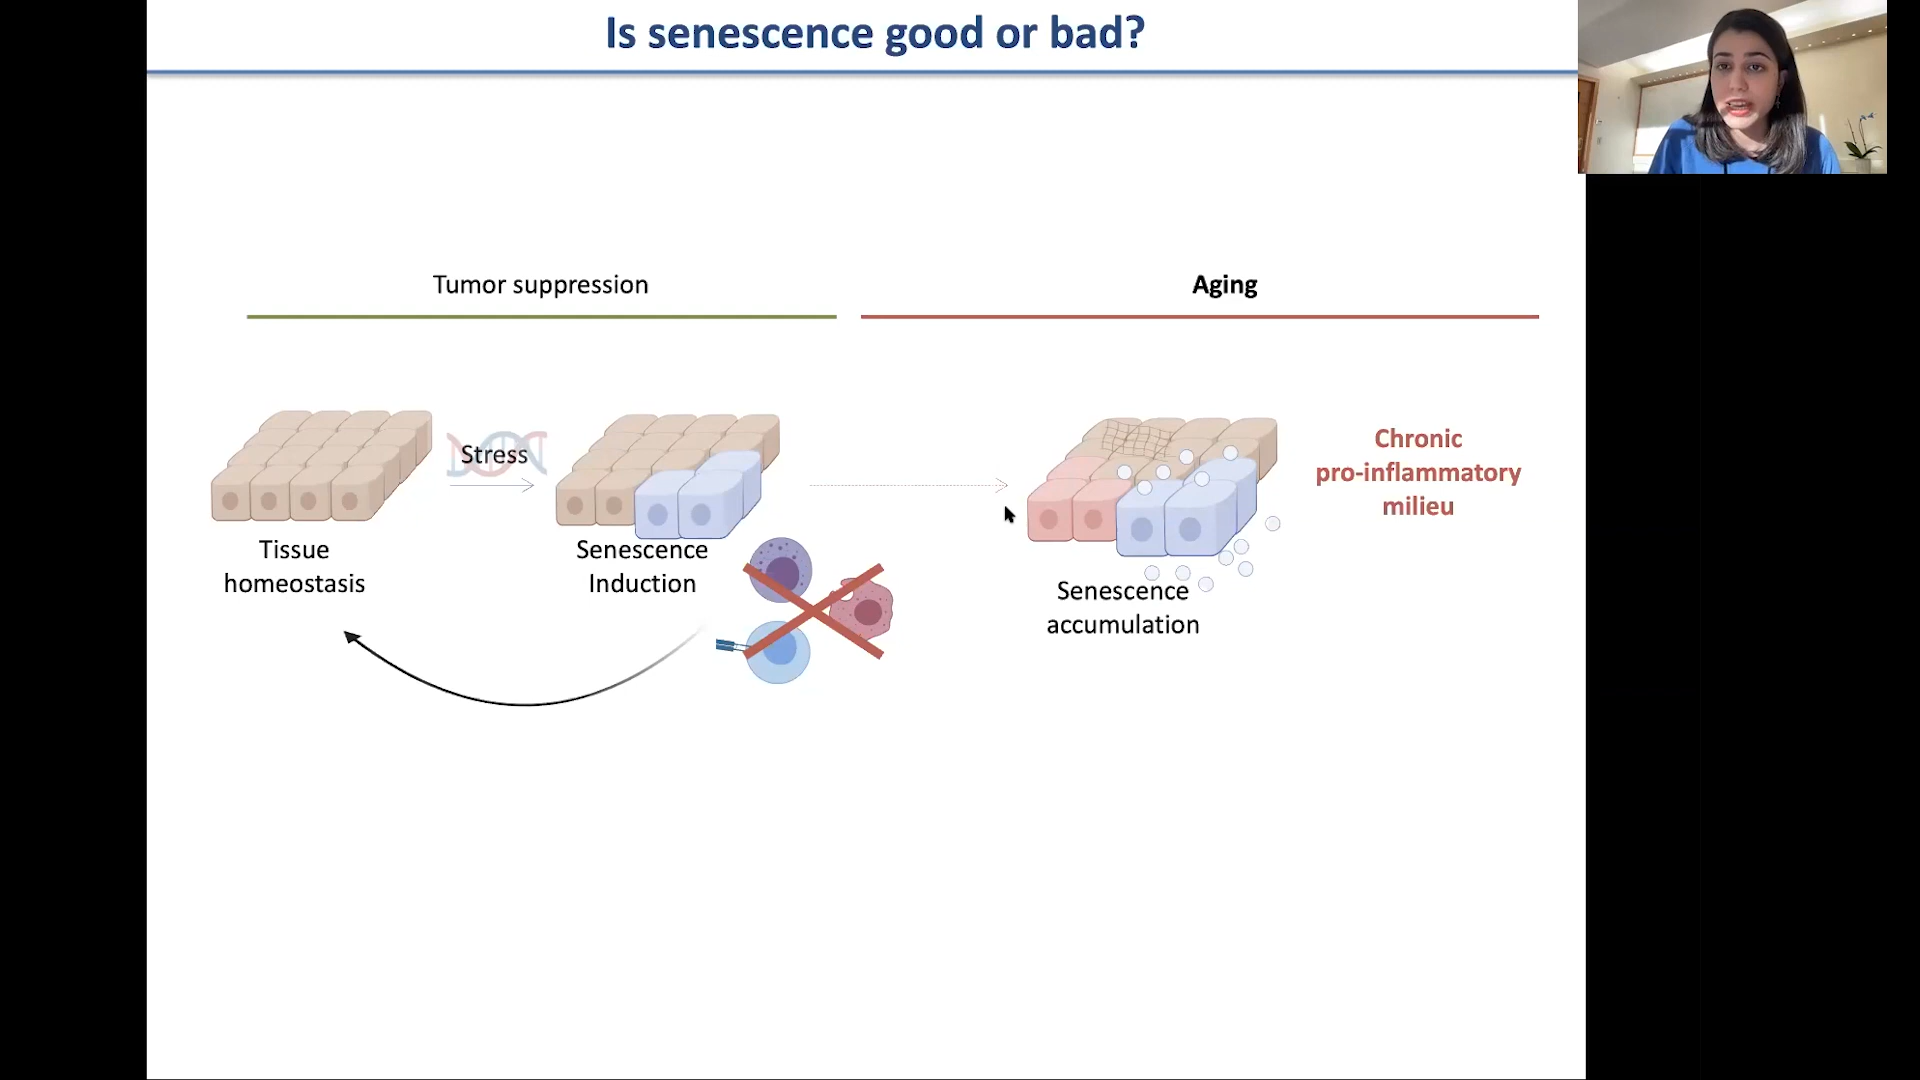 Is senescence good or bad?
Tumor suppression
Aging
Stress
Chronic
pro-inflammatory
milieu
Tissue
homeostasis
Senescence
Induction
Senescence
accumulation